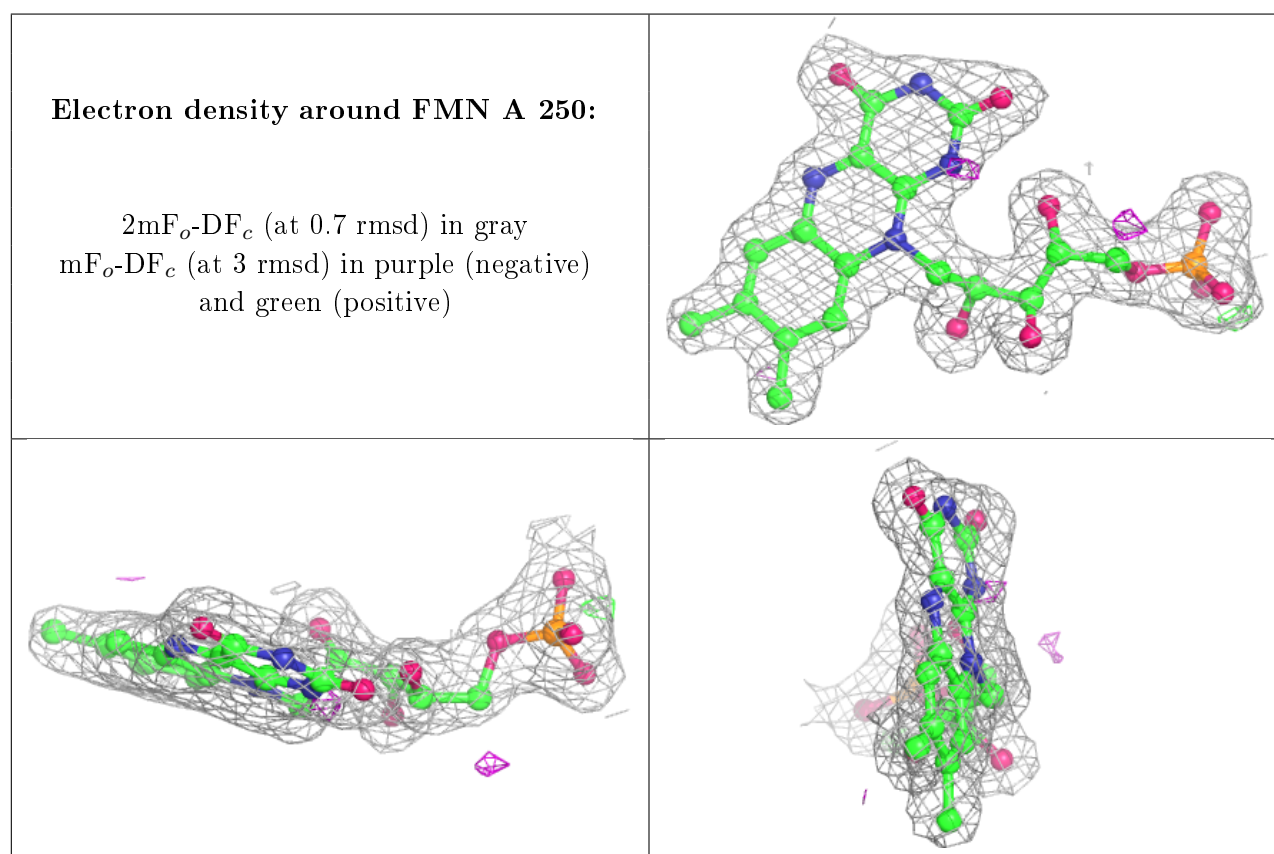 Electron density around FMN A 250:
2mFo-DFc (at 0.7 rmsd) in gray
mFo-DFc (at 3 rmsd) in purple (negative)
and green (positive)